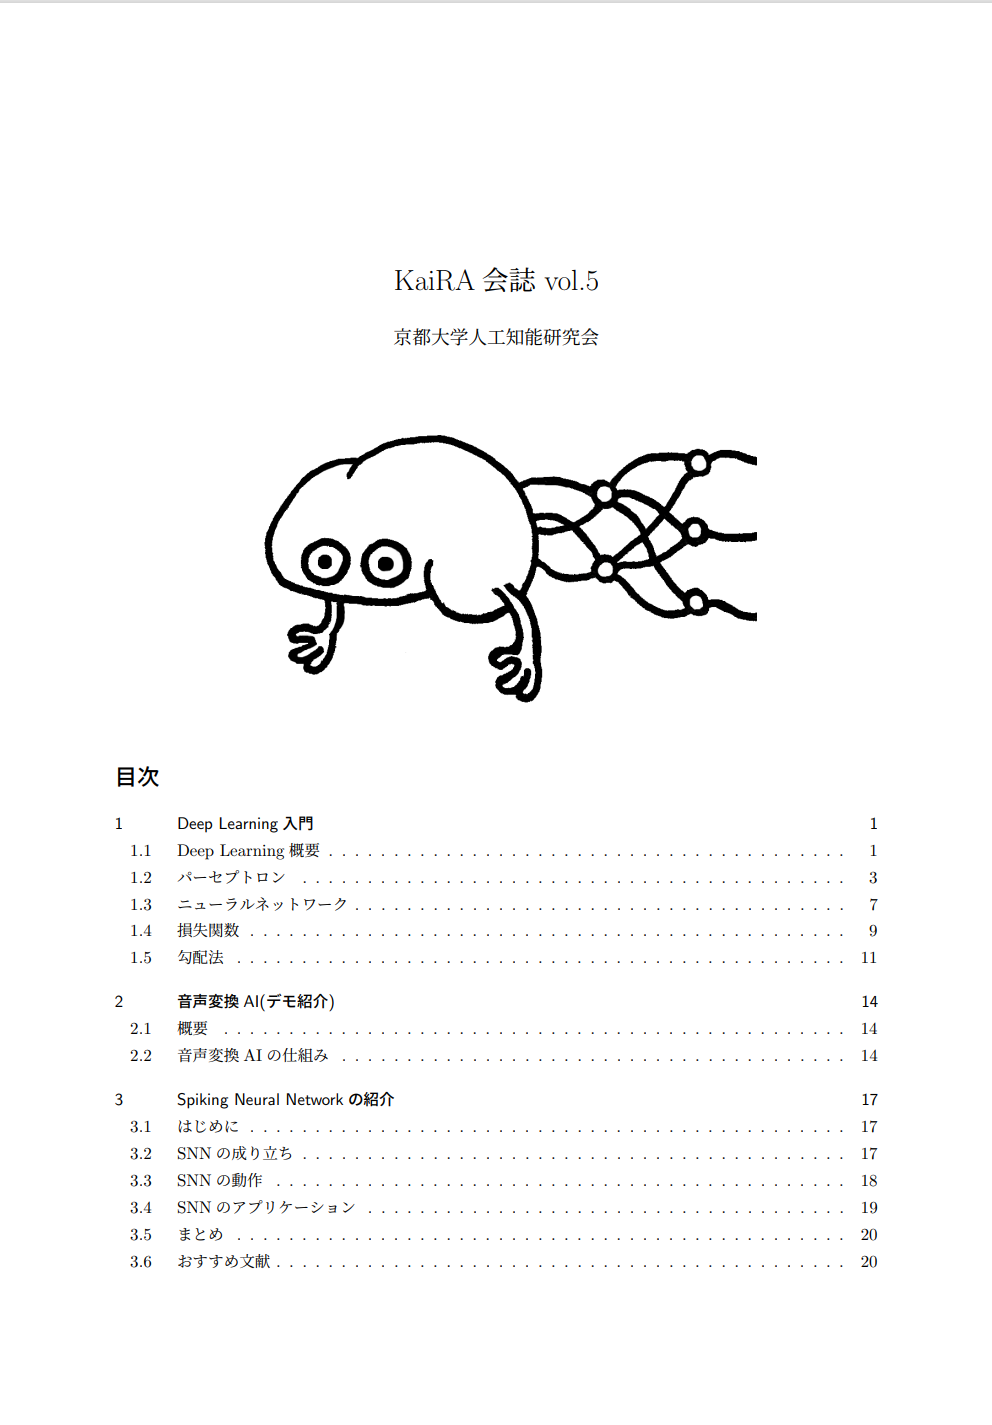 KaiRA 会誌 vol.5
京都大学人工知能研究会
目次
1 Deep Learning 入門 1
1.1 Deep Learning 概要 . . . . . . . . . . . . . . . . . . . . . . . . . . . . . . . . . . . . . . . . 1
1.2 パーセプトロン . . . . . . . . . . . . . . . . . . . . . . . . . . . . . . . . . . . . . . . . . . 3
1.3 ニューラルネットワーク . . . . . . . . . . . . . . . . . . . . . . . . . . . . . . . . . . . . . . 7
1.4 損失関数 . . . . . . . . . . . . . . . . . . . . . . . . . . . . . . . . . . . . . . . . . . . . . . 9
1.5 勾配法 . . . . . . . . . . . . . . . . . . . . . . . . . . . . . . . . . . . . . . . . . . . . . . . 11
2 音声変換 AI(デモ紹介) 14
2.1 概要 . . . . . . . . . . . . . . . . . . . . . . . . . . . . . . . . . . . . . . . . . . . . . . . . 14
2.2 音声変換 AI の仕組み . . . . . . . . . . . . . . . . . . . . . . . . . . . . . . . . . . . . . . . 14
3 Spiking Neural Network の紹介 17
3.1 はじめに . . . . . . . . . . . . . . . . . . . . . . . . . . . . . . . . . . . . . . . . . . . . . . 17
3.2 SNN の成り立ち . . . . . . . . . . . . . . . . . . . . . . . . . . . . . . . . . . . . . . . . . . 17
3.3 SNN の動作 . . . . . . . . . . . . . . . . . . . . . . . . . . . . . . . . . . . . . . . . . . . . 18
3.4 SNN のアプリケーション . . . . . . . . . . . . . . . . . . . . . . . . . . . . . . . . . . . . . 19
3.5 まとめ . . . . . . . . . . . . . . . . . . . . . . . . . . . . . . . . . . . . . . . . . . . . . . . 20
3.6 おすすめ文献 . . . . . . . . . . . . . . . . . . . . . . . . . . . . . . . . . . . . . . . . . . . . 20